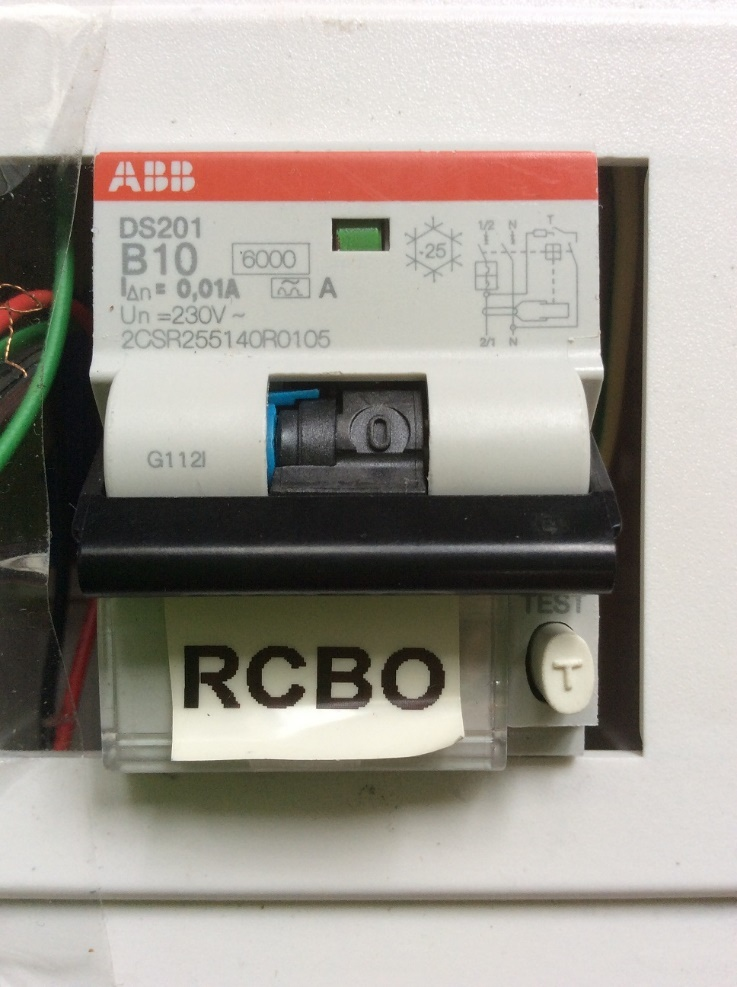 ABB
DS201
B10 6000
IΔn = 0,01A A
Un =230V ~
2CSR255140R0105
-25
1/2 N T
2/1 N
G112I
0
TEST
T
RCBO